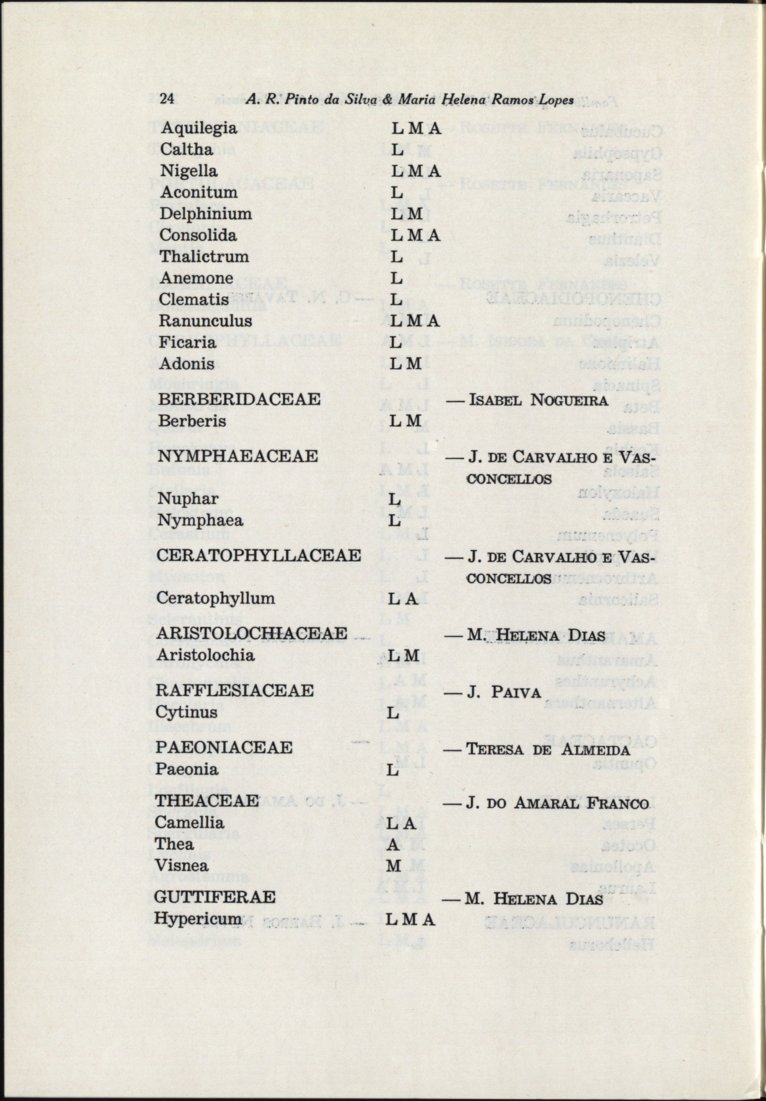 24 A. R. Pinto da Silva & Maria Helena Ramos Lopes
Aquilegia L M A
Caltha L
Nigella L M A
Aconitum L
Delphinium L M
Consolida L M A
Thalictrum L
Anemone L
Clematis L
Ranunculus L M A
Ficaria L
Adonis L M
BERBERIDACEAE — ISABEL NOGUEIRA
Berberis L M
NYMPHAEACEAE — J. DE CARVALHO E VAS-
CONCELLOS
Nuphar L
Nymphaea L
CERATOPHYLLACEAE — J. DE CARVALHO E VAS-
CONCELLOS
Ceratophyllum L A
ARISTOLOCHIACEAE — M. HELENA DIAS
Aristolochia L M
RAFFLESIACEAE — J. PAIVA
Cytinus L
PAEONIACEAE — TERESA DE ALMEIDA
Paeonia L
THEACEAE — J. DO AMARAL FRANCO
Camellia L A
Thea A
Visnea M
GUTTIFERAE — M. HELENA DIAS
Hypericum L M A